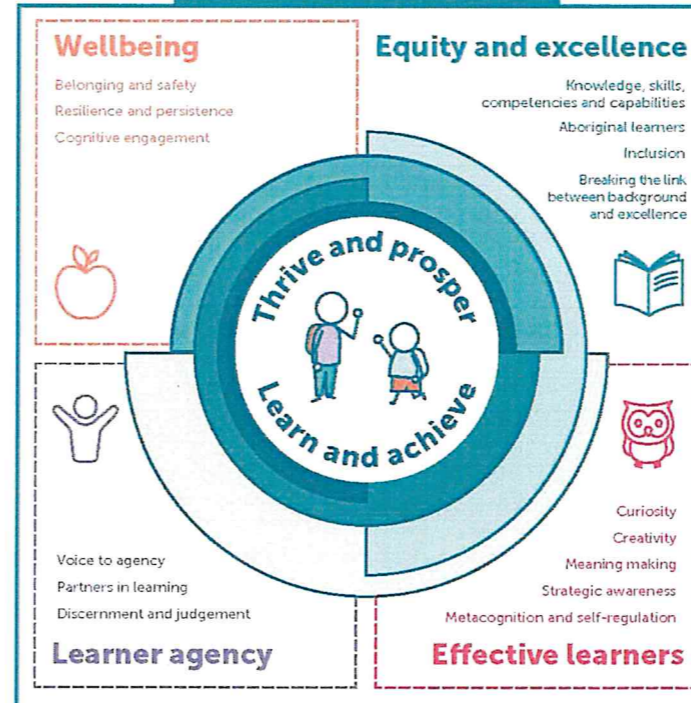 Wellbeing
Belonging and safety
Resilience and persistence
Cognitive engagement
Equity and excellence
Knowledge, skills,
competencies and capabilities
Aboriginal learners
Inclusion
Breaking the link
between background
and excellence
Thrive and prosper
Learn and achieve
Voice to agency
Partners in learning
Discernment and judgement
Learner agency
Curiosity
Creativity
Meaning making
Strategic awareness
Metacognition and self-regulation
Effective learners